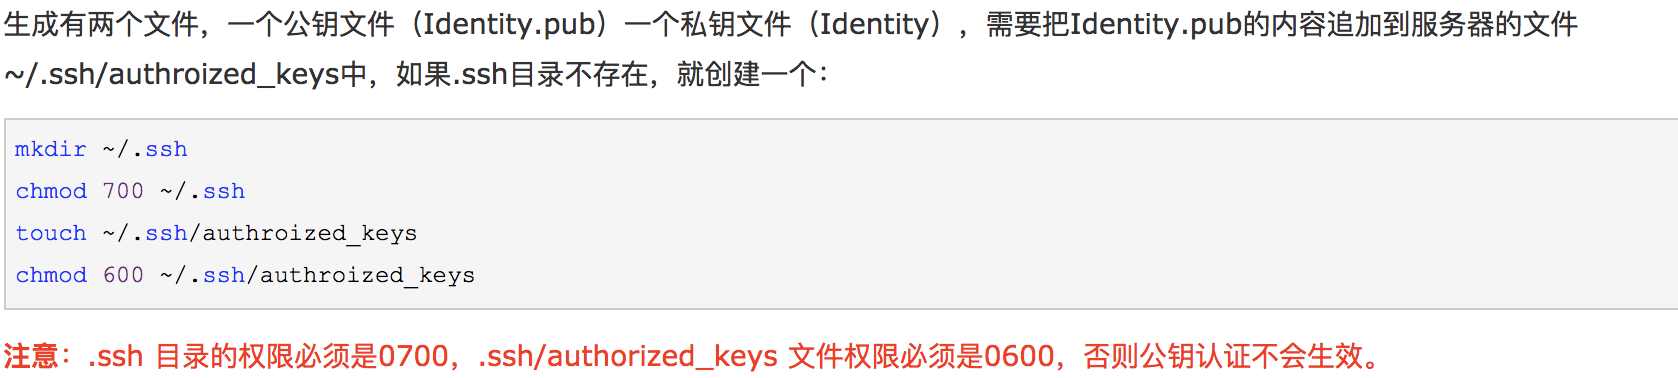 生成有两个文件，一个公钥文件（Identity.pub）一个私钥文件（Identity），需要把Identity.pub的内容追加到服务器的文件
~/.ssh/authroized_keys中，如果.ssh目录不存在，就创建一个：
mkdir ~/.ssh
chmod 700 ~/.ssh
touch ~/.ssh/authroized_keys
chmod 600 ~/.ssh/authroized_keys
注意：.ssh 目录的权限必须是0700，.ssh/authorized_keys 文件权限必须是0600，否则公钥认证不会生效。